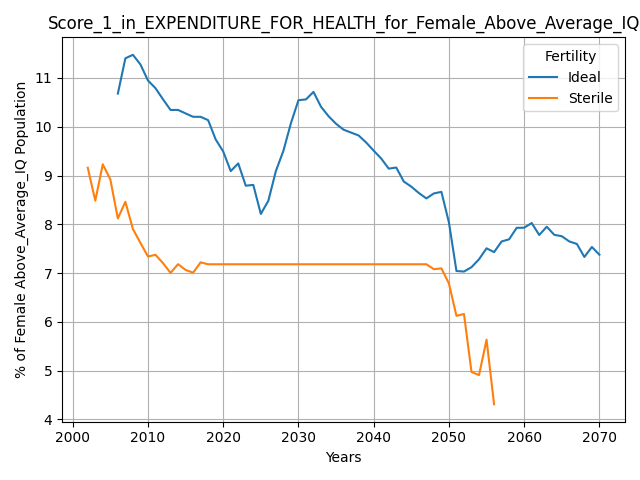 Score_1_in_EXPENDITURE_FOR_HEALTH_for_Female_Above_Average_IQ
Fertility
Ideal
Sterile
% of Female Above_Average_IQ Population
11
10
9
8
7
6
5
4
2000 2010 2020 2030 2040 2050 2060 2070
Years